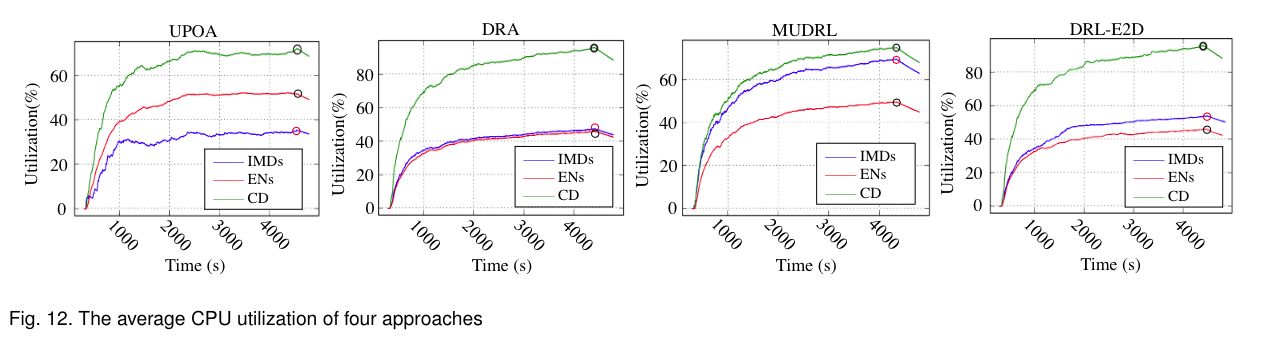 UPOA
Utilization(%)
60
40
20
0
1000
2000
3000
4000
Time (s)
IMDs
ENs
CD
DRA
Utilization(%)
80
60
40
20
0
1000
2000
3000
4000
Time (s)
IMDs
ENs
CD
MUDRL
Utilization(%)
60
40
20
0
1000
2000
3000
4000
Time (s)
IMDs
ENs
CD
DRL-E2D
Utilization(%)
80
60
40
20
0
1000
2000
3000
4000
Time (s)
IMDs
ENs
CD
Fig. 12. The average CPU utilization of four approaches